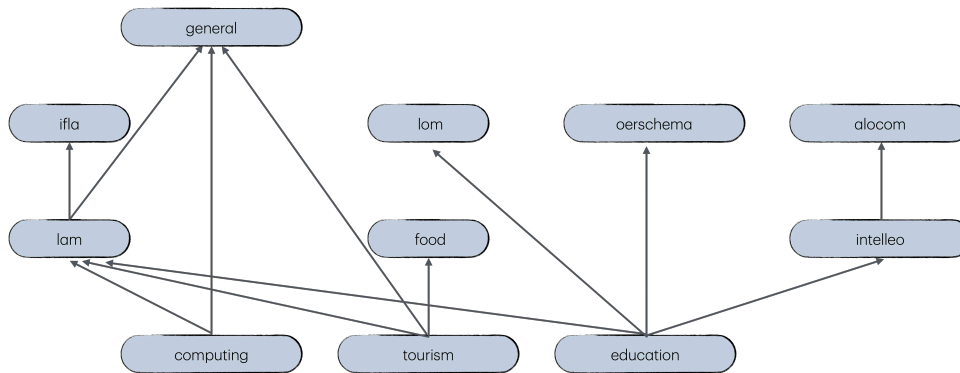 general
ifla
lom
oerschema
alocom
lam
food
intelleo
computing
tourism
education